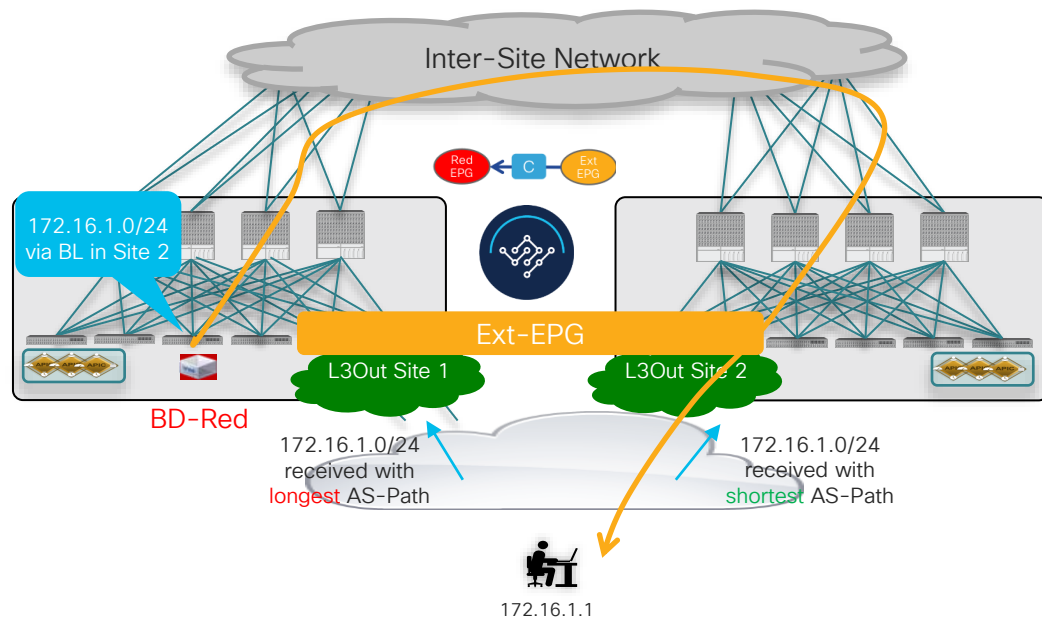 Inter-Site Network
Red
EPG
C
Ext
EPG
172.16.1.0/24
via BL in Site 2
Ext-EPG
APIC
L3Out Site 1
L3Out Site 2
APIC
BD-Red
172.16.1.0/24
received with
longest AS-Path
172.16.1.0/24
received with
shortest AS-Path
172.16.1.1